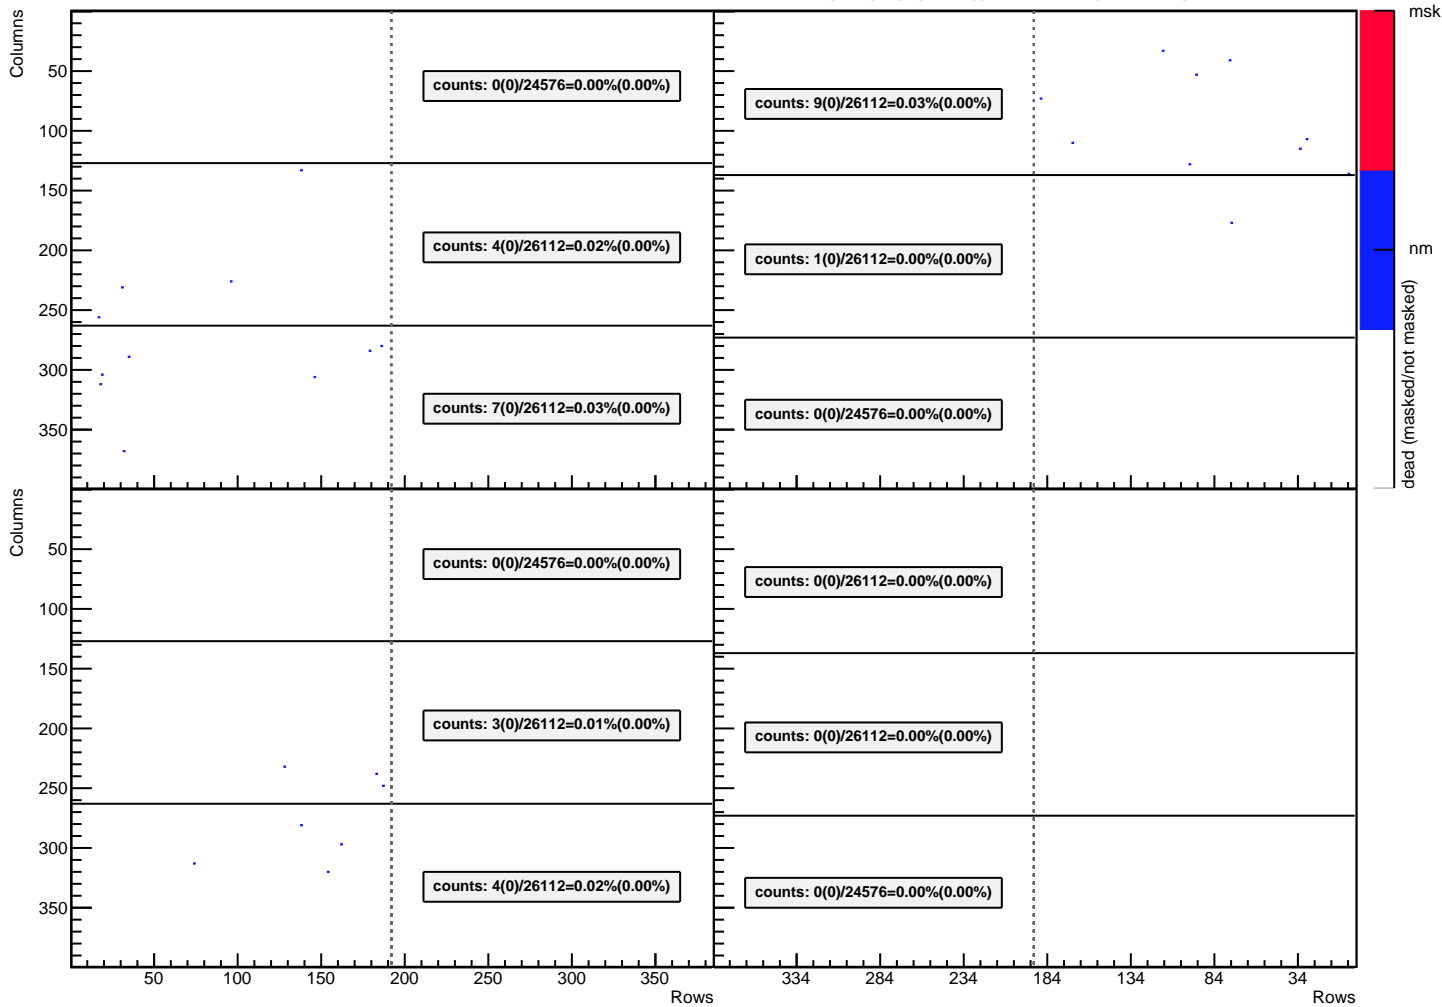 Columns
50
100
150
200
250
300
350
counts: 0(0)/24576=0.00%(0.00%)
counts: 4(0)/26112=0.02%(0.00%)
counts: 7(0)/26112=0.03%(0.00%)
counts: 9(0)/26112=0.03%(0.00%)
counts: 1(0)/26112=0.00%(0.00%)
counts: 0(0)/24576=0.00%(0.00%)
msk
nm
dead (masked/not masked)
Columns
50
100
150
200
250
300
350
counts: 0(0)/24576=0.00%(0.00%)
counts: 3(0)/26112=0.01%(0.00%)
counts: 4(0)/26112=0.02%(0.00%)
50 100 150 200 250 300 350
Rows
counts: 0(0)/26112=0.00%(0.00%)
counts: 0(0)/26112=0.00%(0.00%)
counts: 0(0)/24576=0.00%(0.00%)
334 284 234 184 134 84 34
Rows